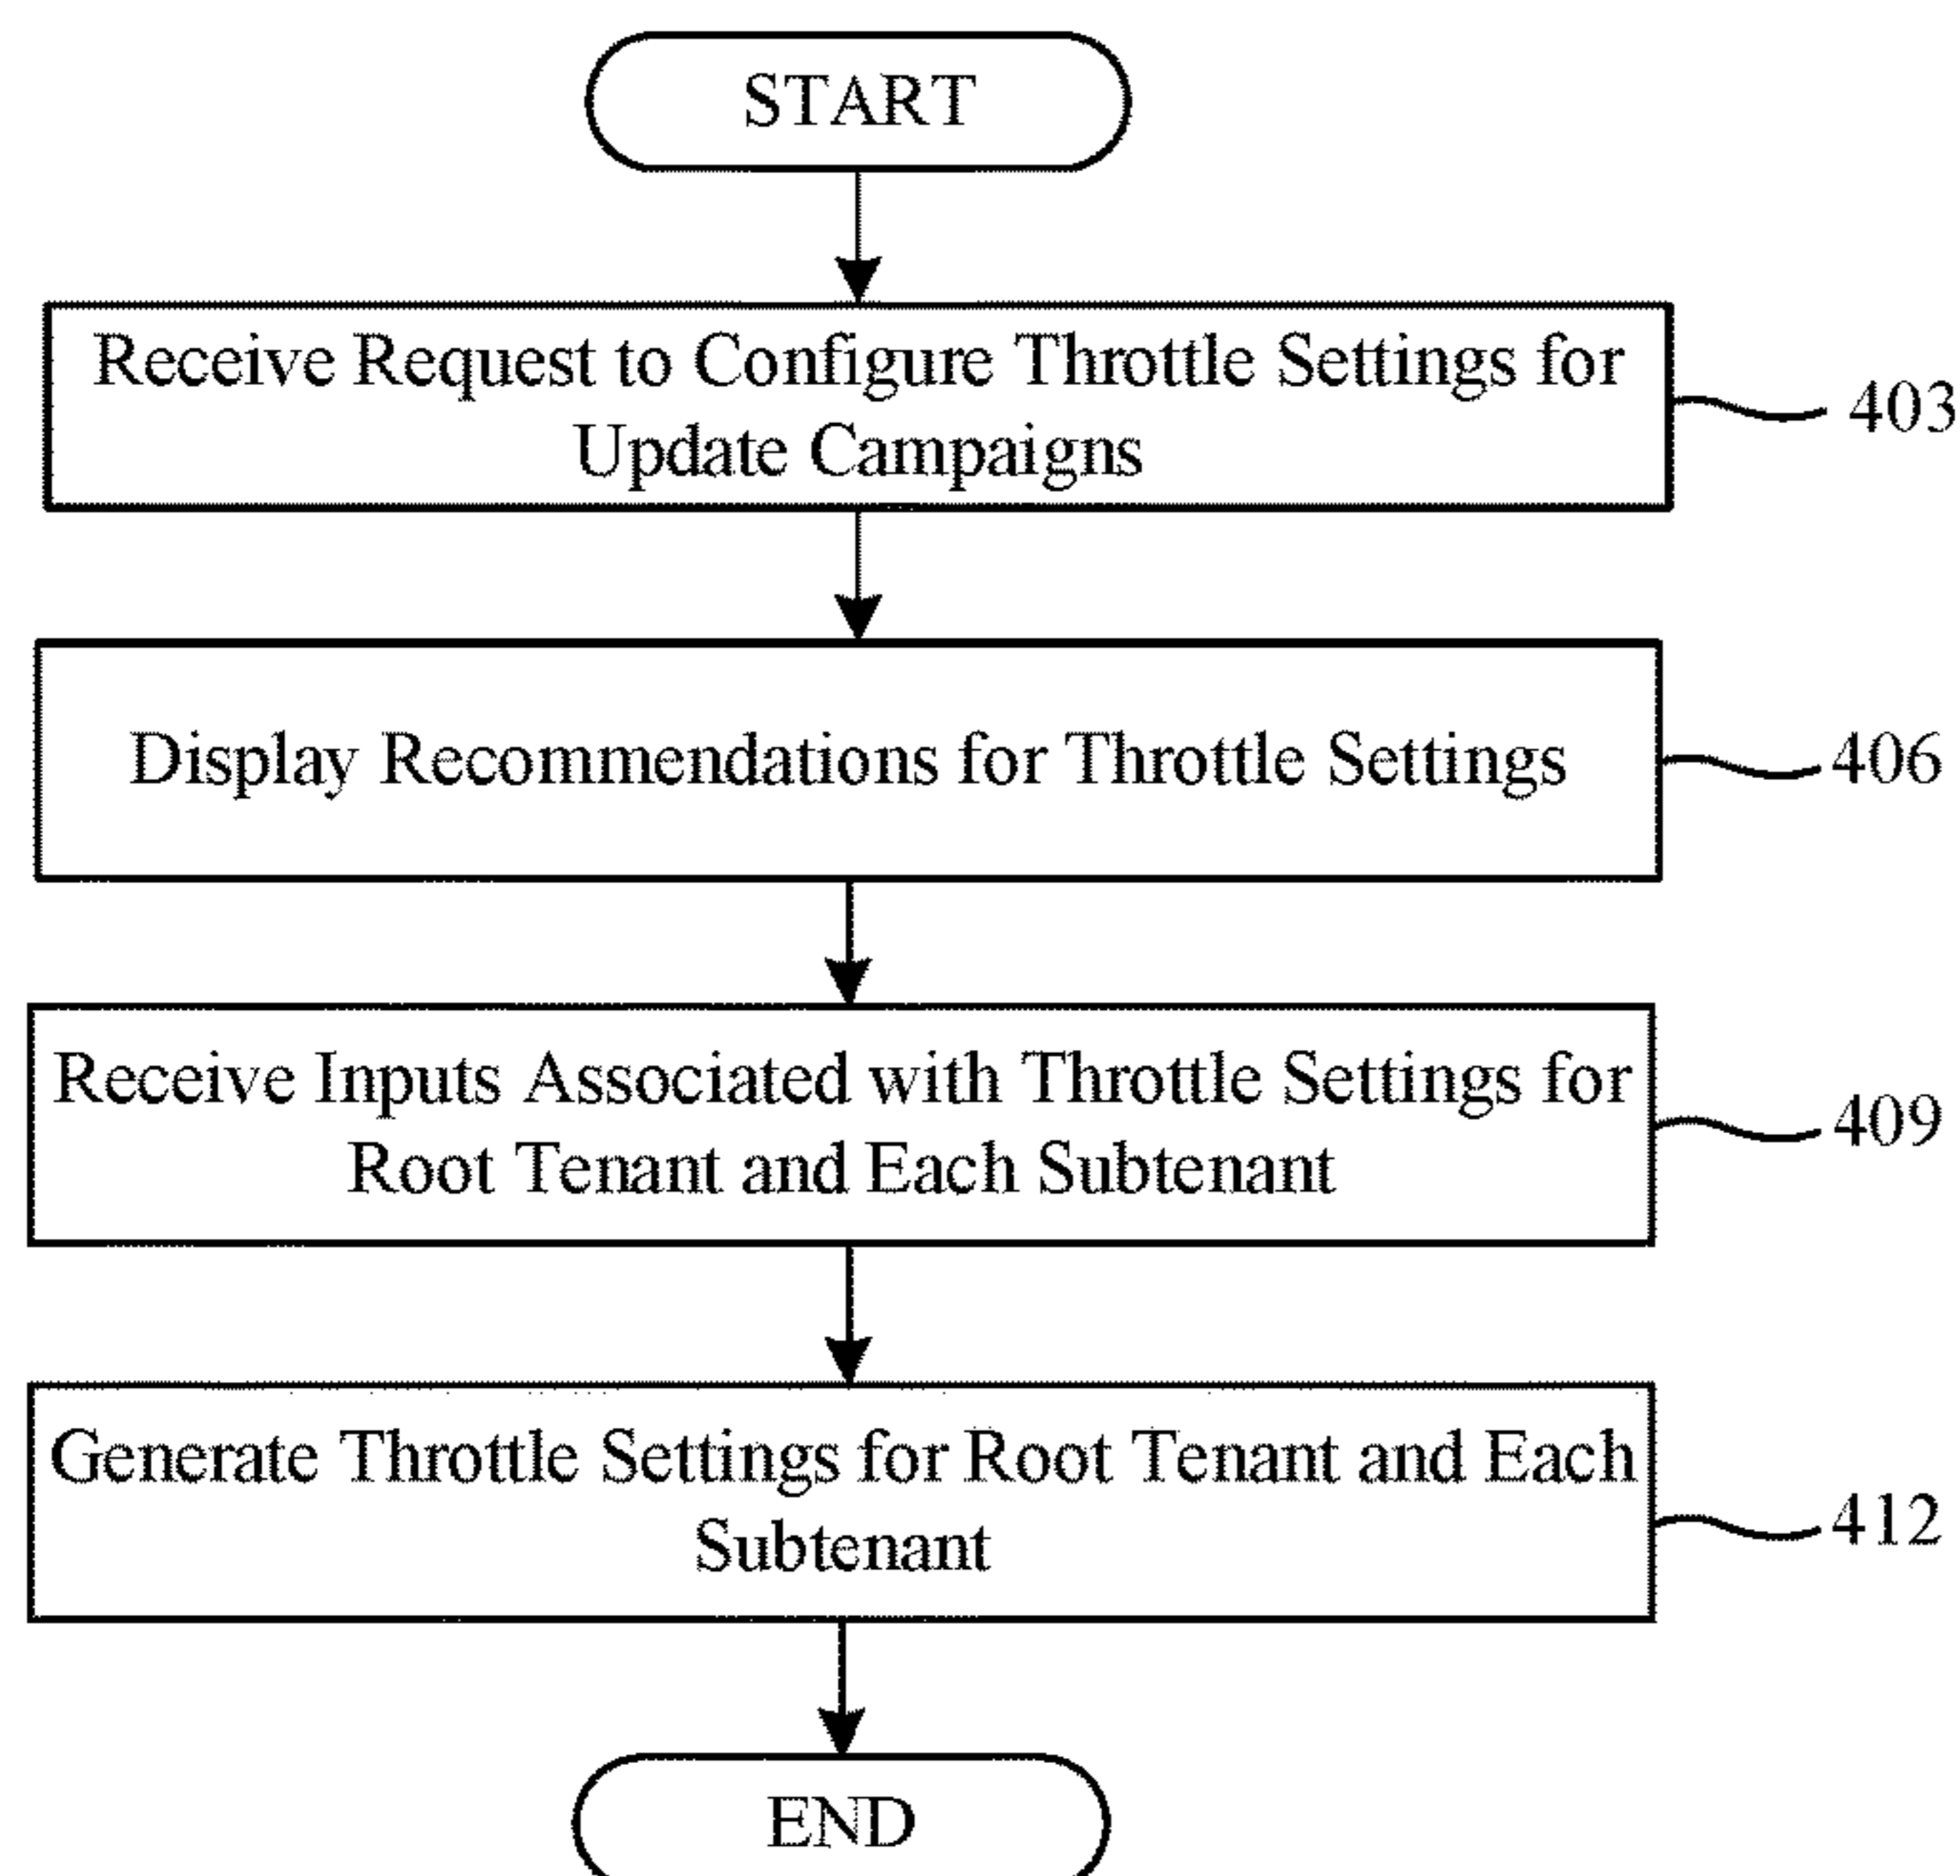 START
Receive Request to Configure Throttle Settings for
Update Campaigns
403
Display Recommendations for Throttle Settings
406
Receive Inputs Associated with Throttle Settings for
Root Tenant and Each Subtenant
409
Generate Throttle Settings for Root Tenant and Each
Subtenant
412
END